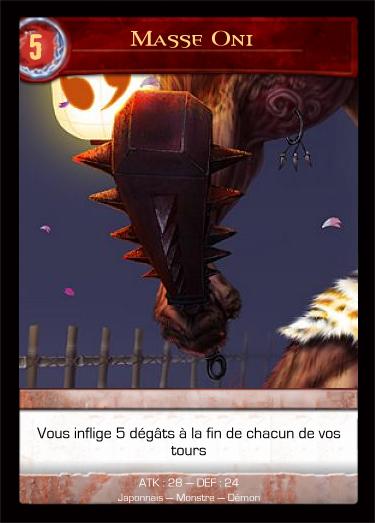 5
Masse Oni
Vous inflige 5 dégâts à la fin de chacun de vos
tours
ATK : 28 — DEF : 24
Japonnais — Monstre — Démon